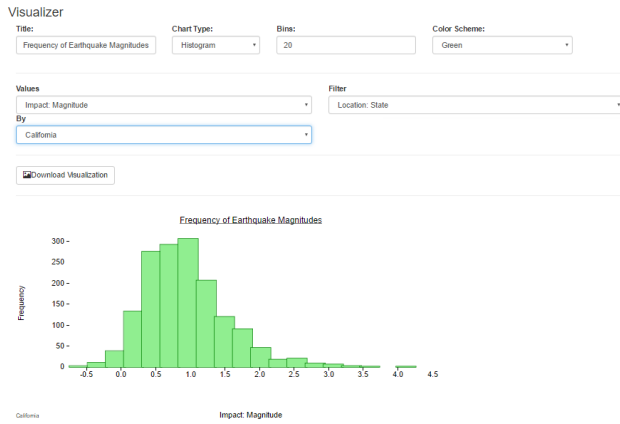 Visualizer
Title: Chart Type: Bins: Color Scheme:
Frequency of Earthquake Magnitudes Histogram 20 Green
Values Filter
Impact: Magnitude Location: State
By
California
Download Visualization
Frequency of Earthquake Magnitudes
300
250
200
150
100
50
0
Frequency
-0.5 0.0 0.5 1.0 1.5 2.0 2.5 3.0 3.5 4.0 4.5
California Impact: Magnitude